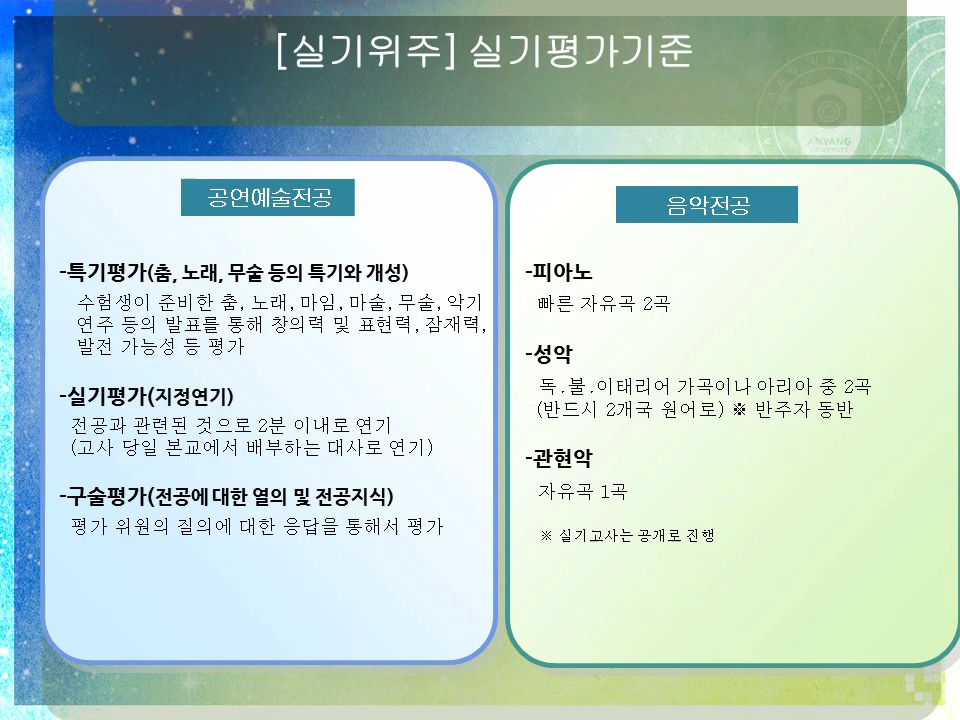 [실기위주] 실기평가기준
ANYANG
UNIVERSITY
공연예술전공
-특기평가(춤, 노래, 무술 등의 특기와 개성)
수험생이 준비한 춤, 노래, 마임, 마술, 무술, 악기
연주 등의 발표를 통해 창의력 및 표현력, 잠재력,
발전 가능성 등 평가
-실기평가(지정연기)
전공과 관련된 것으로 2분 이내로 연기
(고사 당일 본교에서 배부하는 대사로 연기)
-구술평가(전공에 대한 열의 및 전공지식)
평가 위원의 질의에 대한 응답을 통해서 평가
음악전공
-피아노
빠른 자유곡 2곡
-성악
독.불.이태리어 가곡이나 아리아 중 2곡
(반드시 2개국 원어로) ※ 반주자 동반
-관현악
자유곡 1곡
※ 실기고사는 공개로 진행